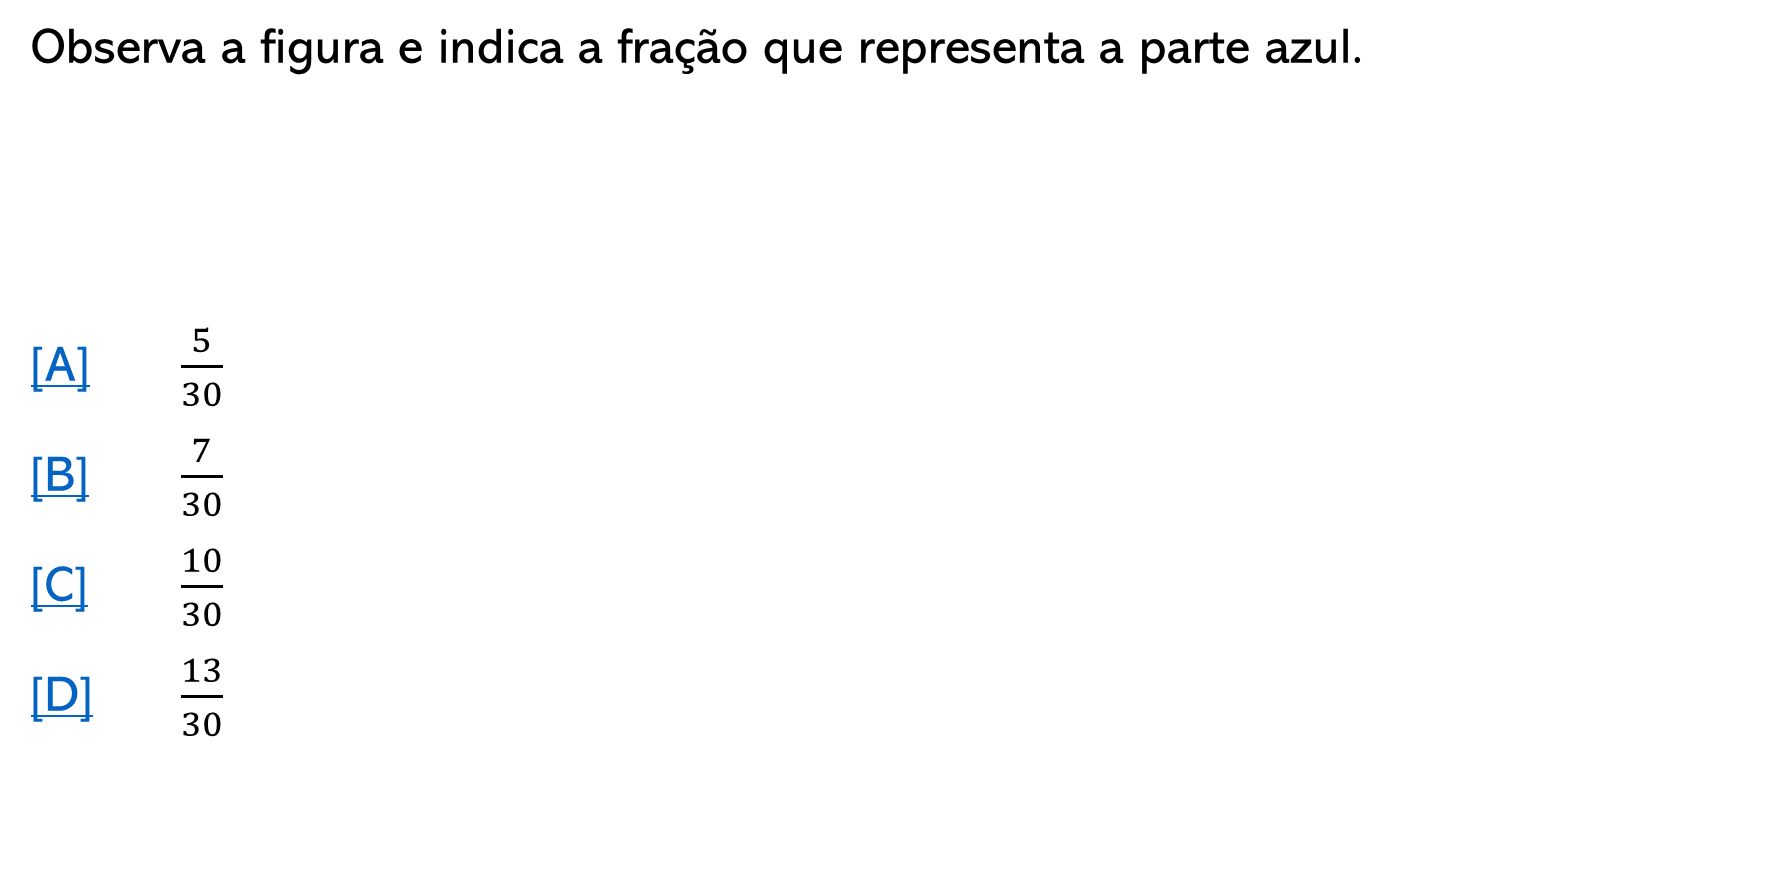 Observa a figura e indica a fração que representa a parte azul.
[A] 5/30
[B] 7/30
[C] 10/30
[D] 13/30